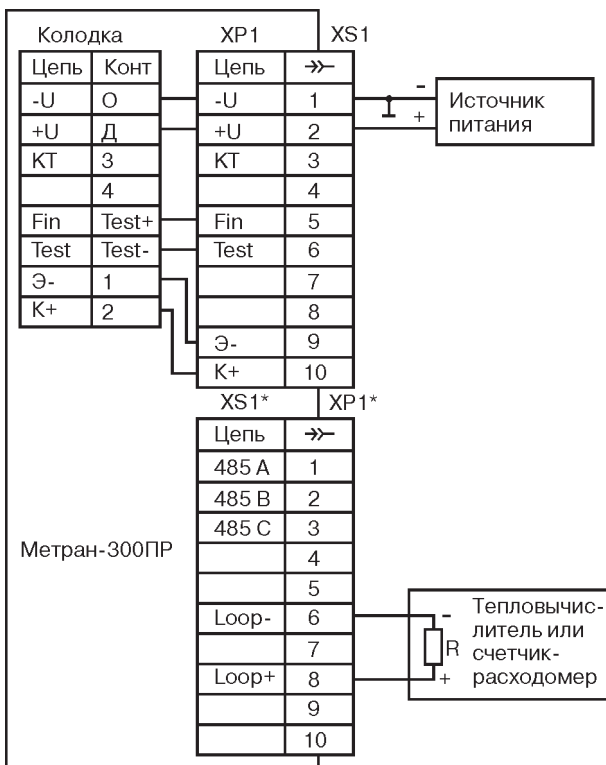 Колодка XP1 XS1
Цепь Конт Цепь
-U О -U 1 -
+U Д +U 2 +
Источник
питания
КТ 3 КТ 3
4 4
Fin Test+ Fin 5
Test Test- Test 6
Э- 1 7
К+ 2 8
Э- 9
К+ 10
XS1* XP1*
Цепь
485 A 1
485 B 2
485 C 3
Метран-300ПР
4
5
Loop- 6 -
7 R
Loop+ 8 +
Тепловычис-
литель или
счетчик-
расходомер
9
10